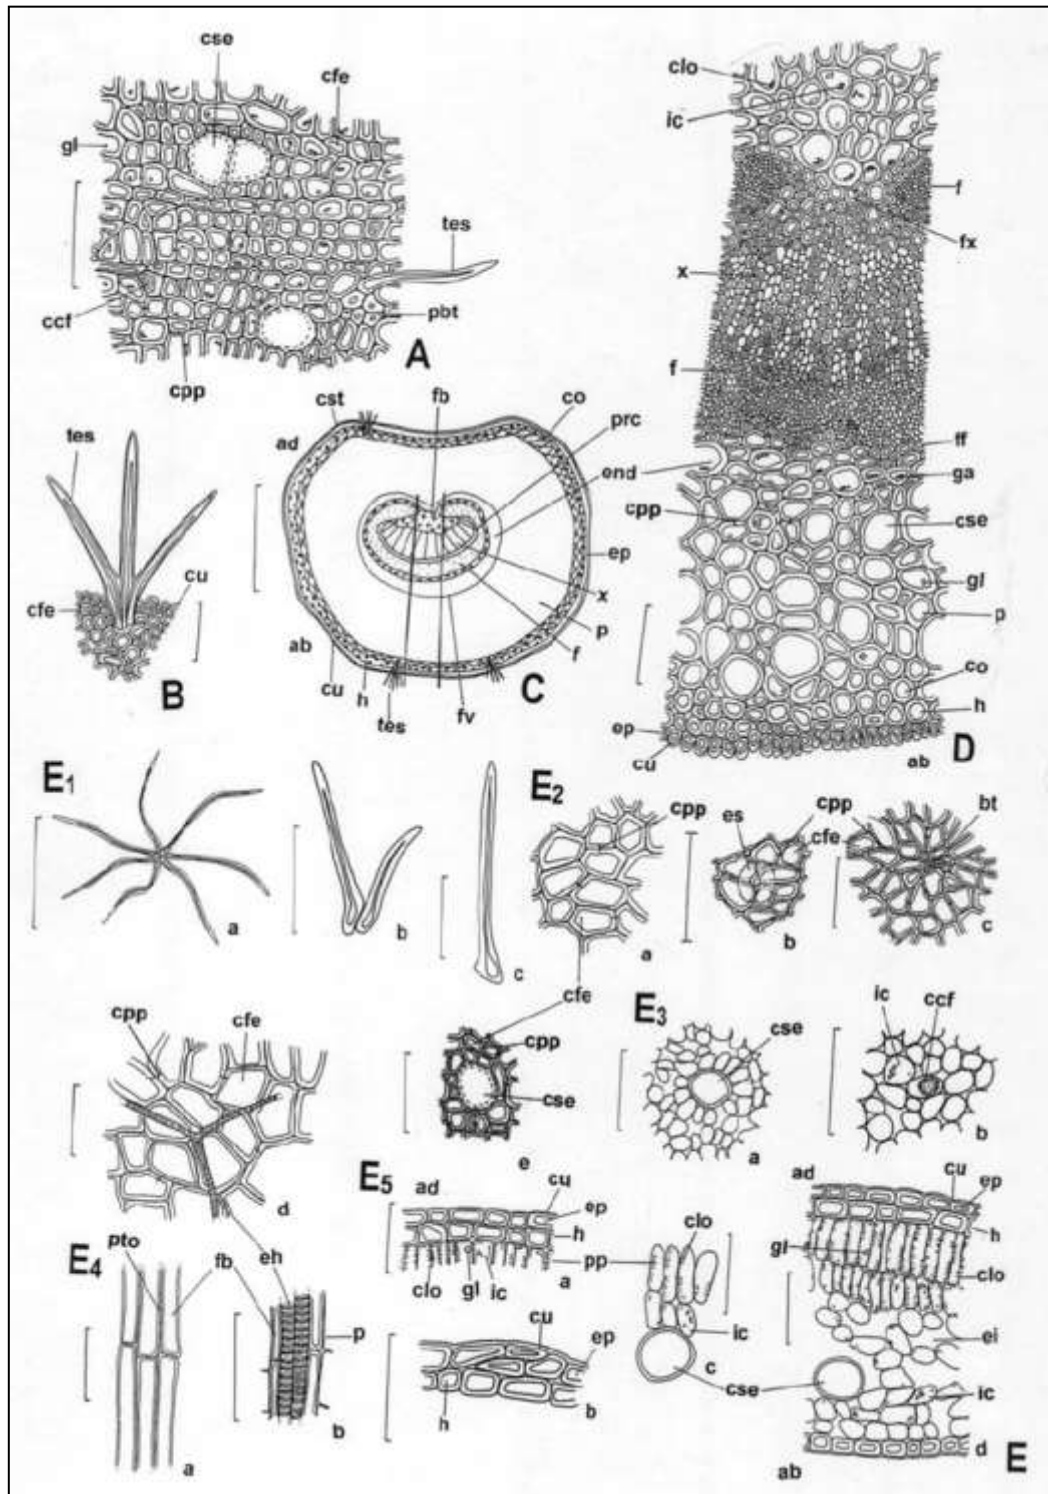 cse
cfe
gl
tes
ccf
pbt
cpp
A
clo
ic
f
fx
x
f
ff
end
ga
cpp
cse
gl
p
co
h
ep
cu
ab
D
tes
cfe
cu
B
cst
fb
co
ad
prc
end
ep
x
p
f
ab
cu
h
tes
fv
C
E1
a
b
c
E2
cpp
es
cpp
bt
cfe
a
b
c
cfe
cpp
cfe
eh
d
cpp
cse
e
E3
cse
a
ic
ccf
b
E4
pto
fb
p
a
b
E5
ad
cu
ep
h
pp
a
clo
gl
ic
cu
ep
h
b
clo
ic
c
cse
ad
cu
ep
h
gl
clo
ei
ic
d
ab
E